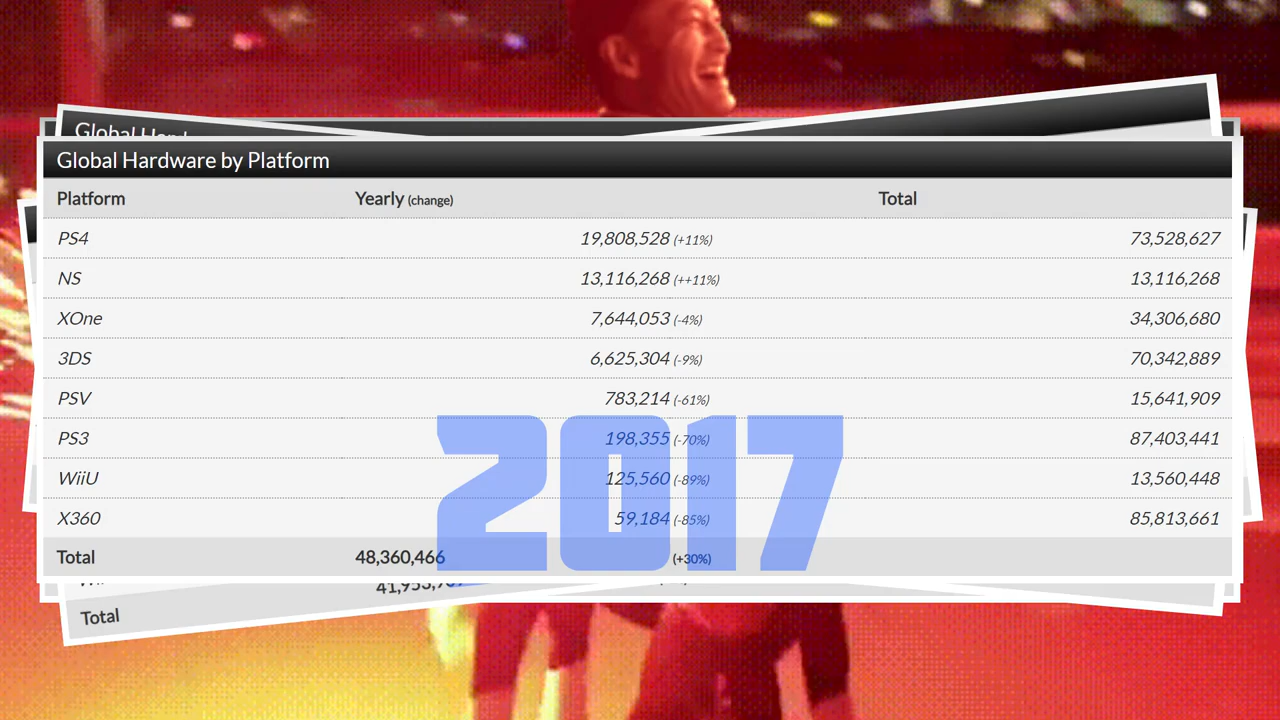 Global Hard
Global Hardware by Platform
Platform Yearly (change) Total
PS4 19,808,528 (+11%) 73,528,627
NS 13,116,268 (++11%) 13,116,268
XOne 7,644,053 (-4%) 34,306,680
3DS 6,625,304 (-9%) 70,342,889
PSV 783,214 (-61%) 15,641,909
PS3 198,355 (-70%) 87,403,441
WiiU 125,560 (-89%) 13,560,448
X360 59,184 (-85%) 85,813,661
Total 48,360,466 (+30%)
2017
Total